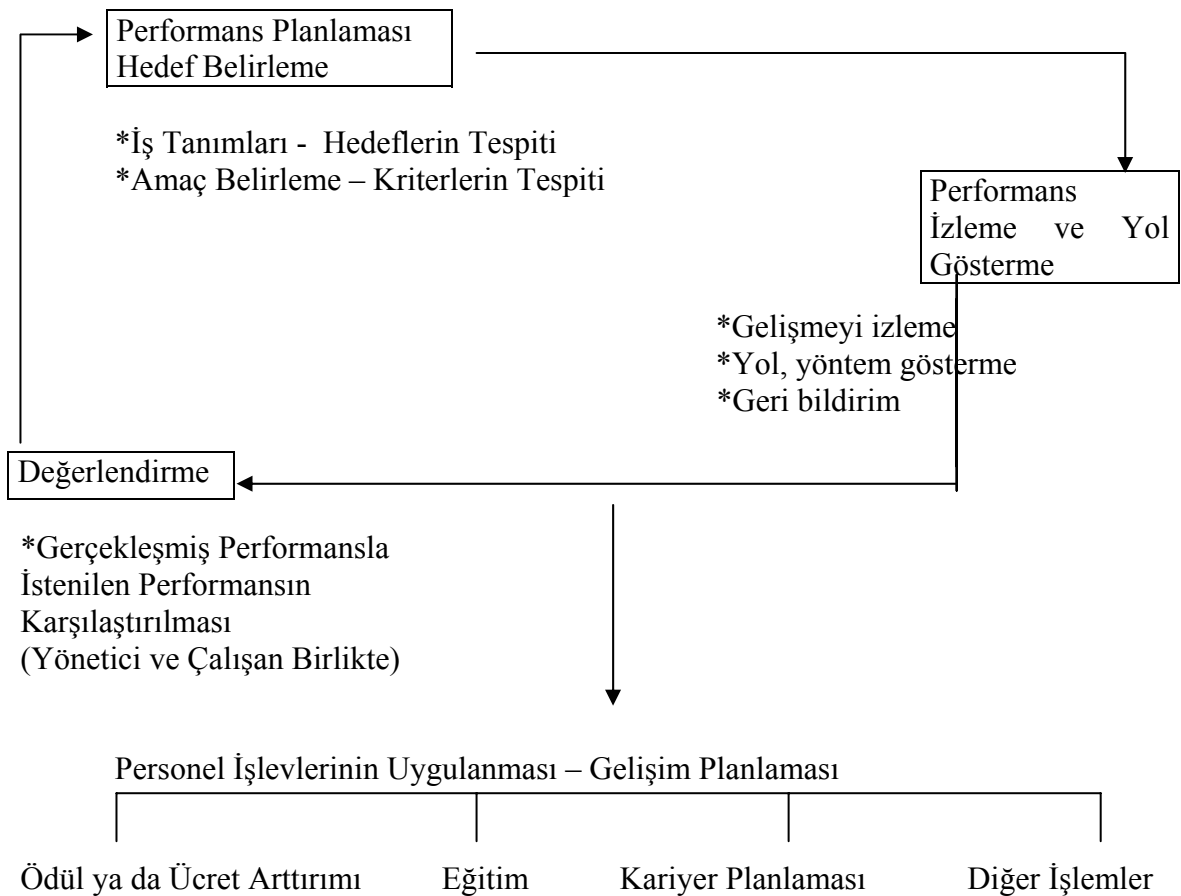 Performans Planlaması
Hedef Belirleme
*İş Tanımları - Hedeflerin Tespiti
*Amaç Belirleme – Kriterlerin Tespiti
Performans
İzleme ve Yol
Gösterme
*Gelişmeyi izleme
*Yol, yöntem gösterme
*Geri bildirim
Değerlendirme
*Gerçekleşmiş Performansla
İstenilen Performansın
Karşılaştırılması
(Yönetici ve Çalışan Birlikte)
Personel İşlevlerinin Uygulanması – Gelişim Planlaması
Ödül ya da Ücret Arttırımı Eğitim Kariyer Planlaması Diğer İşlemler